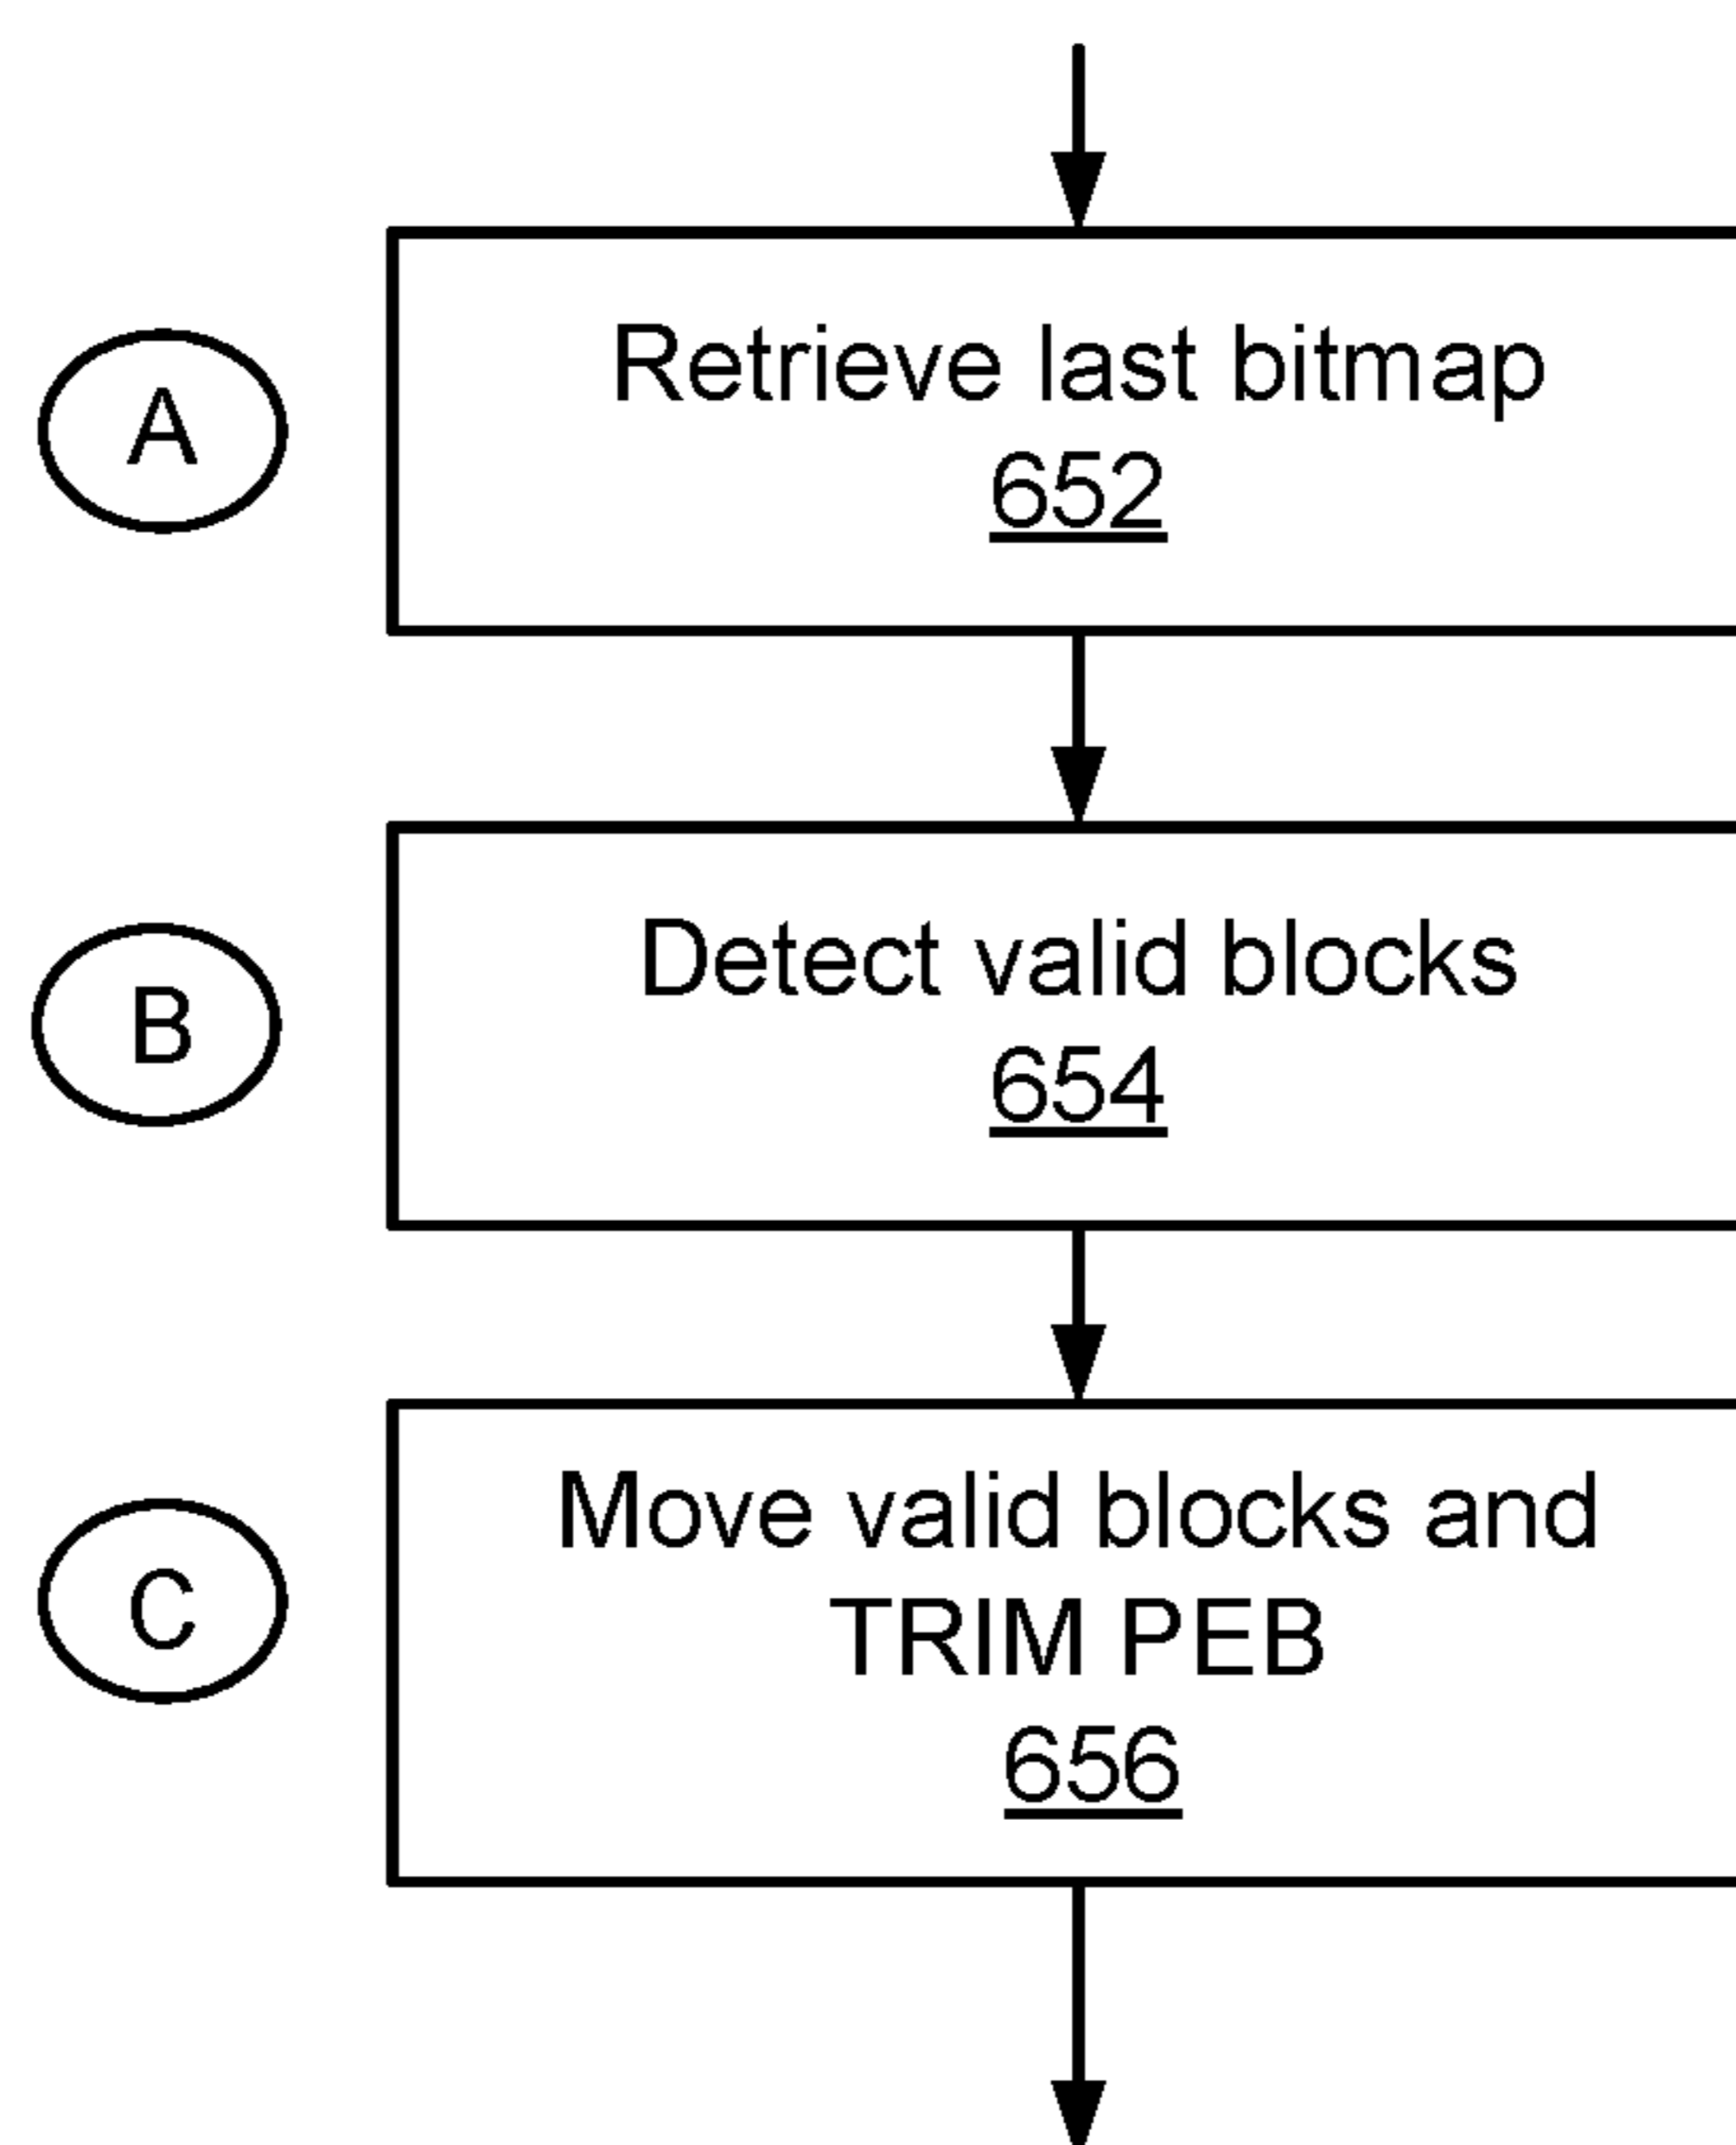 A
Retrieve last bitmap
652
B
Detect valid blocks
654
C
Move valid blocks and
TRIM PEB
656